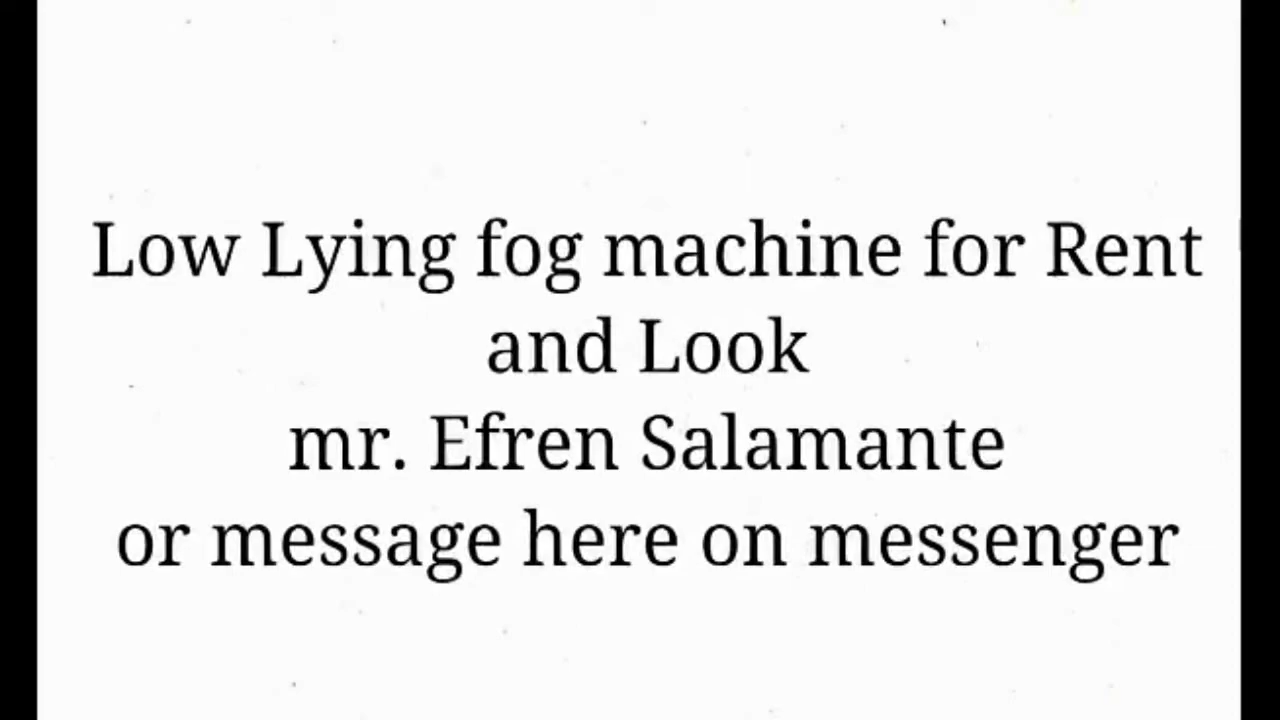 Low Lying fog machine for Rent
and Look
mr. Efren Salamante
or message here on messenger